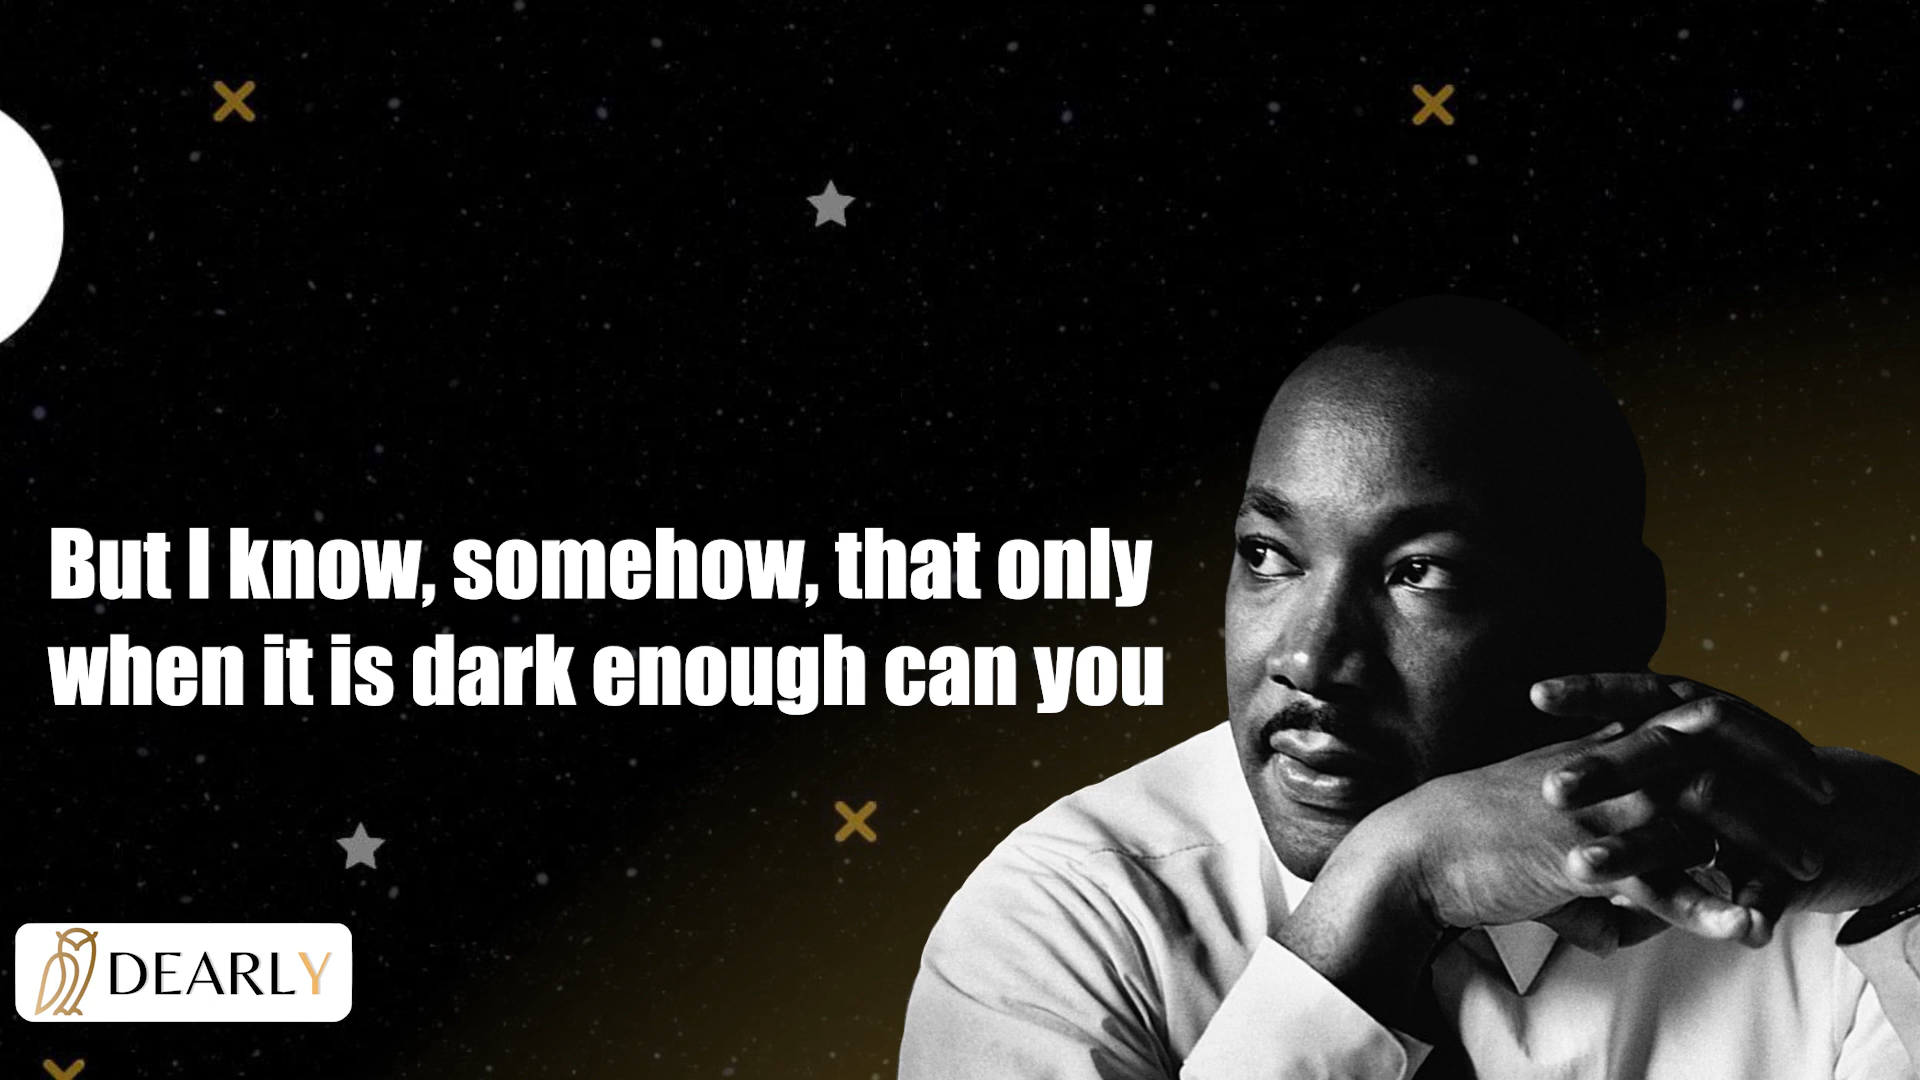 But I know, somehow, that only
when it is dark enough can you
DEARLY